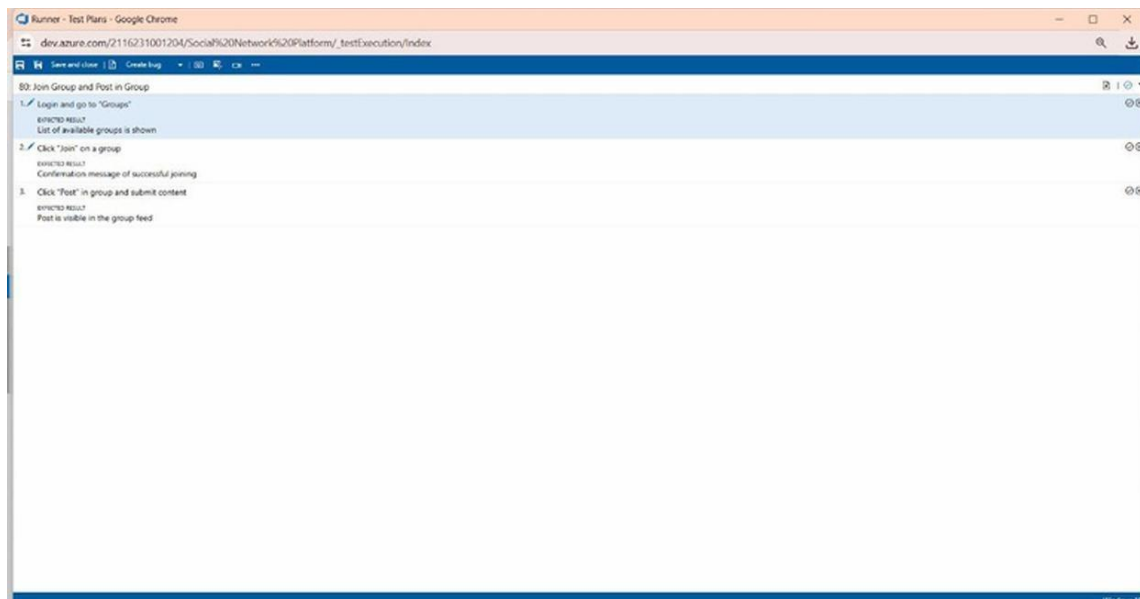 Runner - Test Plans - Google Chrome
dev.azure.com/2116231001204/Social%20Network%20Platform/_testExecution/Index
Save and close Create bug
80: Join Group and Post in Group
1. Login and go to "Groups"
EXPECTED RESULT
List of available groups is shown
2. Click "Join" on a group
EXPECTED RESULT
Confirmation message of successful joining
3. Click "Post" in group and submit content
EXPECTED RESULT
Post is visible in the group feed